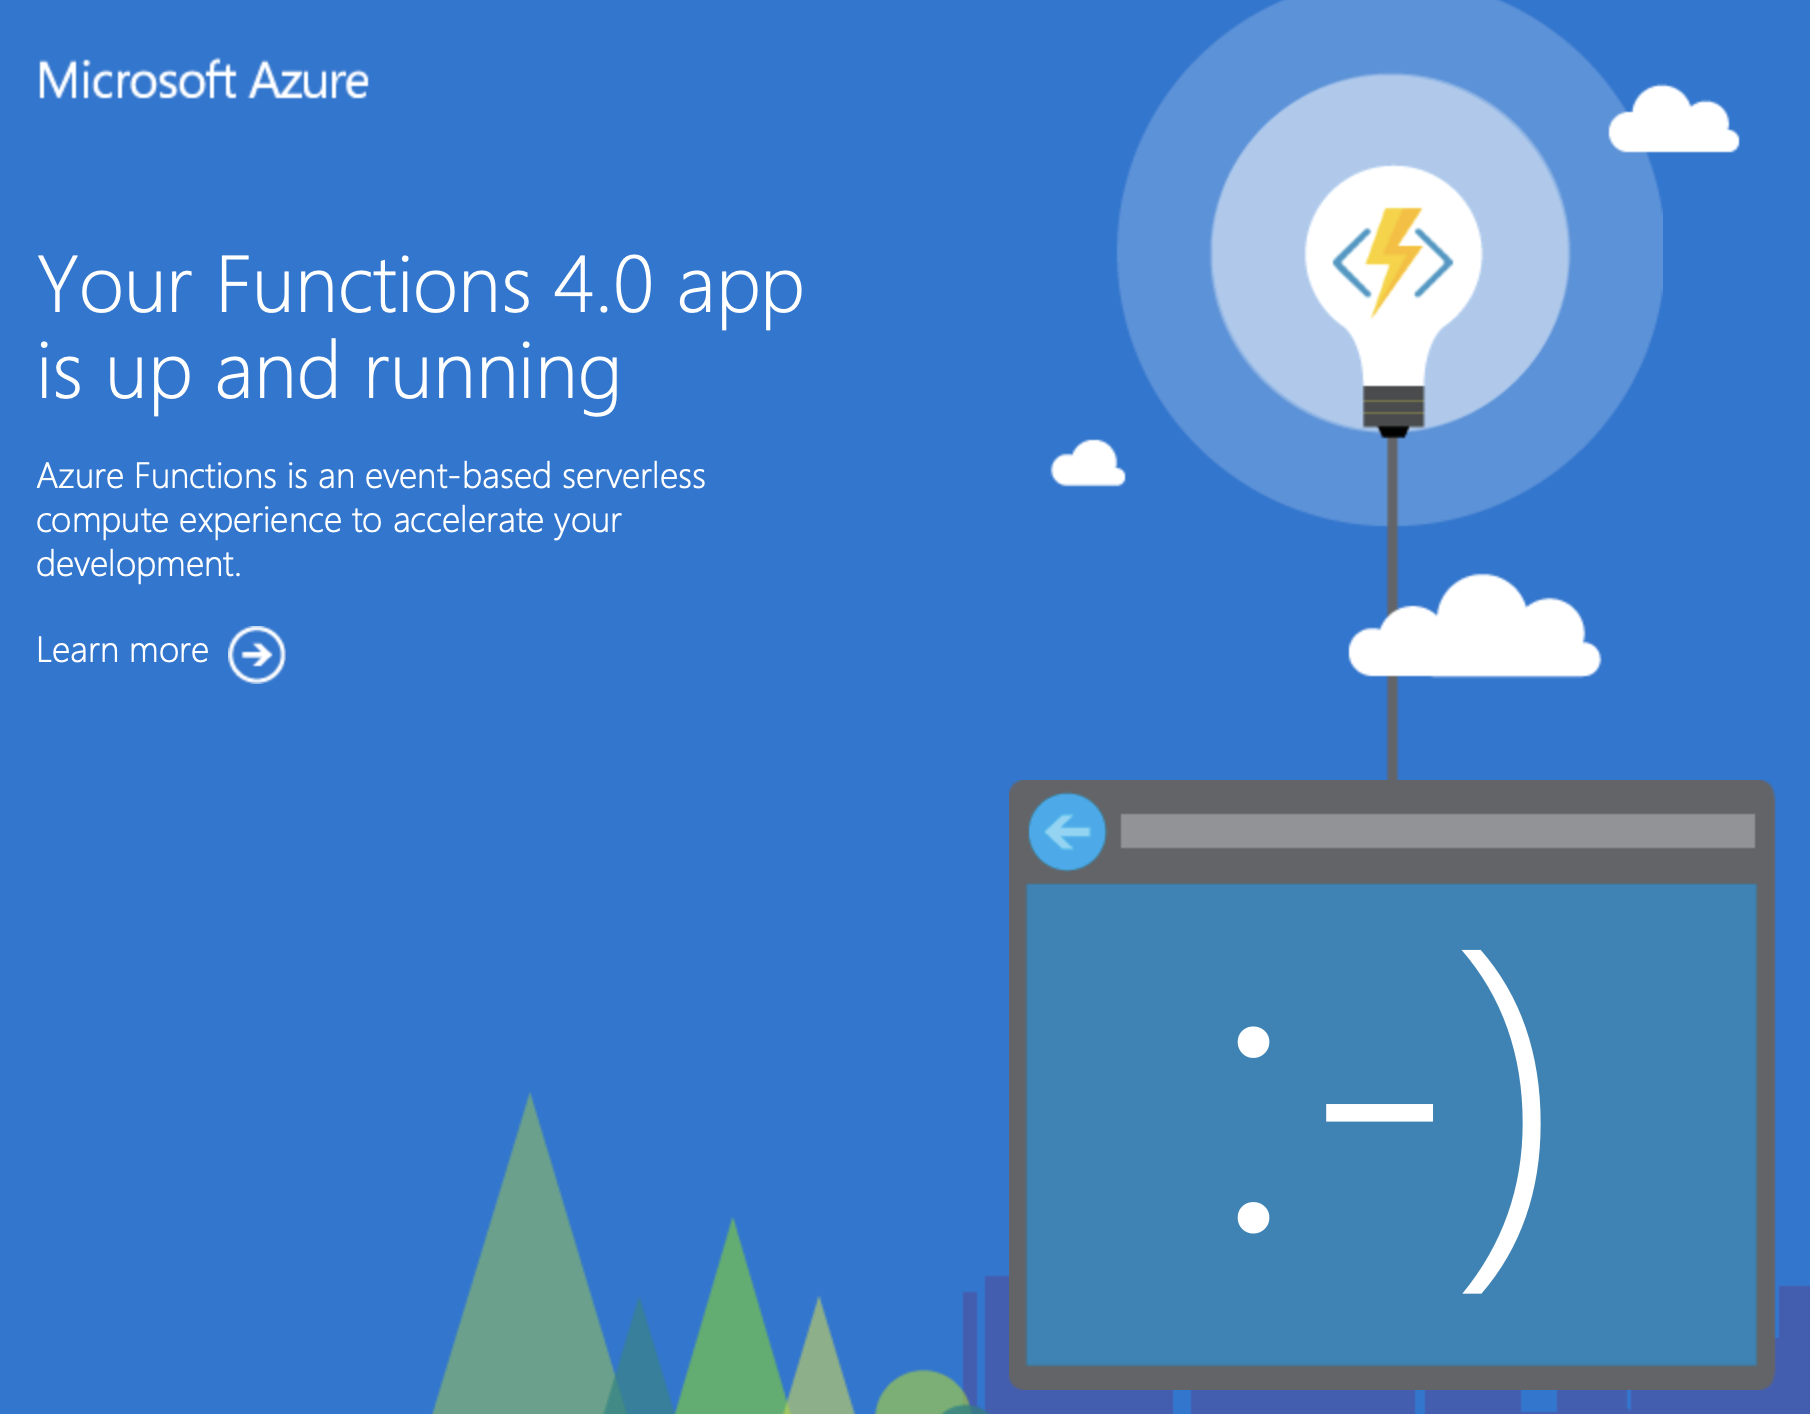 Microsoft Azure
Your Functions 4.0 app
is up and running
Azure Functions is an event-based serverless
compute experience to accelerate your
development.
Learn more
:-)